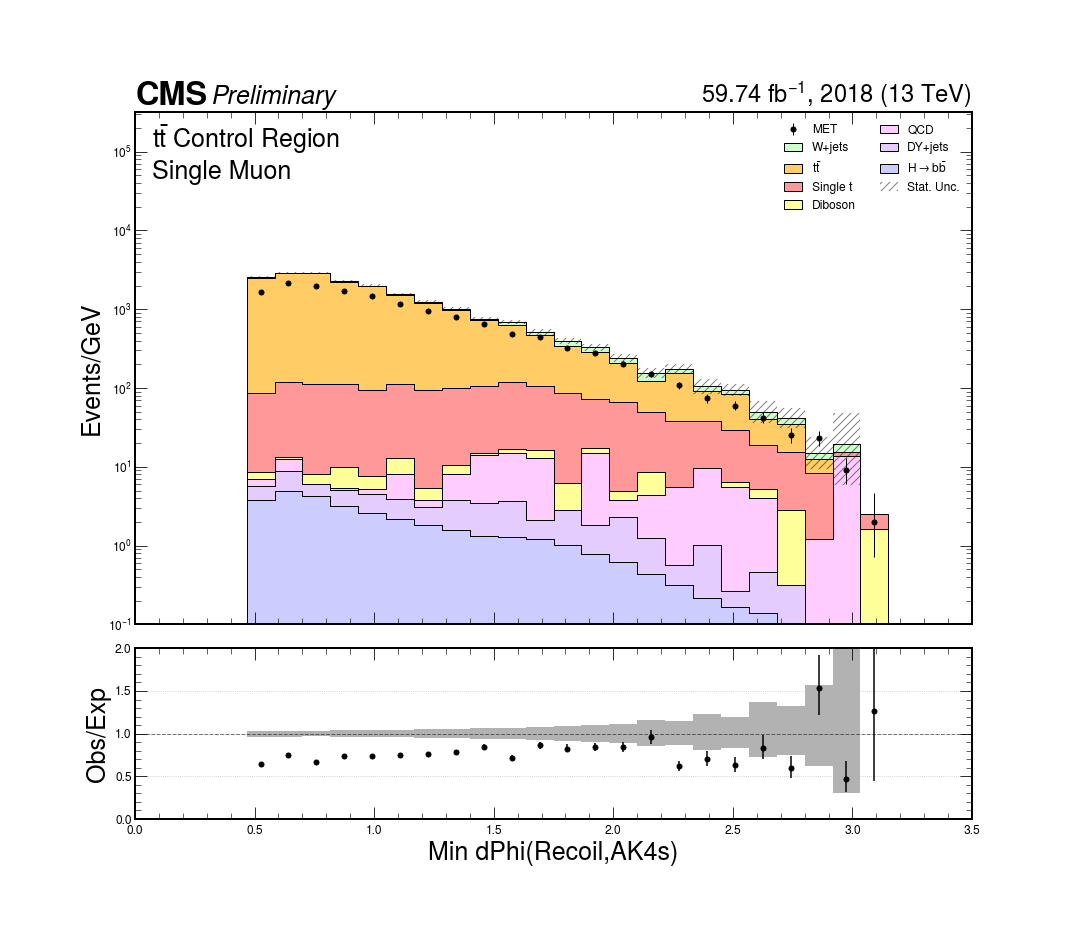 CMS Preliminary
59.74 fb⁻¹, 2018 (13 TeV)
tt̄ Control Region
Single Muon
MET
W+jets
tt̄
Single t
Diboson
QCD
DY+jets
H→bb̄
Stat. Unc.
Events/GeV
10⁵
10⁴
10³
10²
10¹
10⁰
10⁻¹
Obs/Exp
2.0
1.5
1.0
0.5
0.0
0.0 0.5 1.0 1.5 2.0 2.5 3.0 3.5
Min dPhi(Recoil,AK4s)